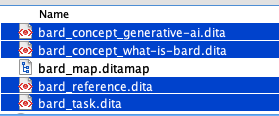 Name
bard_concept_generative-ai.dita
bard_concept_what-is-bard.dita
bard_map.ditamap
bard_reference.dita
bard_task.dita